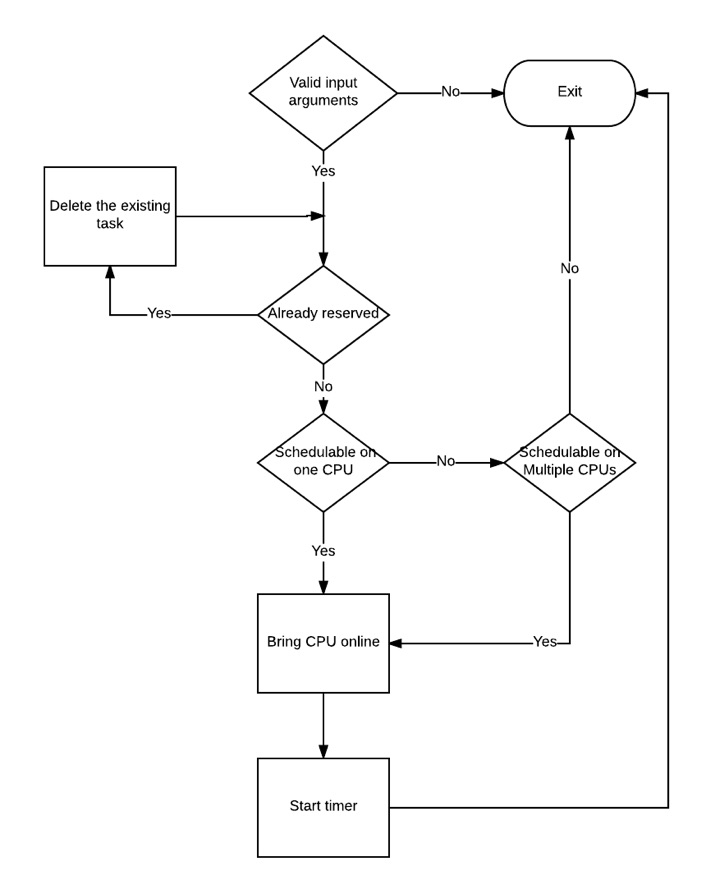 Valid input
arguments
No
Exit
Yes
Delete the existing
task
No
Yes
Already reserved
No
Schedulable on
one CPU
No
Schedulable on
Multiple CPUs
Yes
Bring CPU online
Yes
Start timer